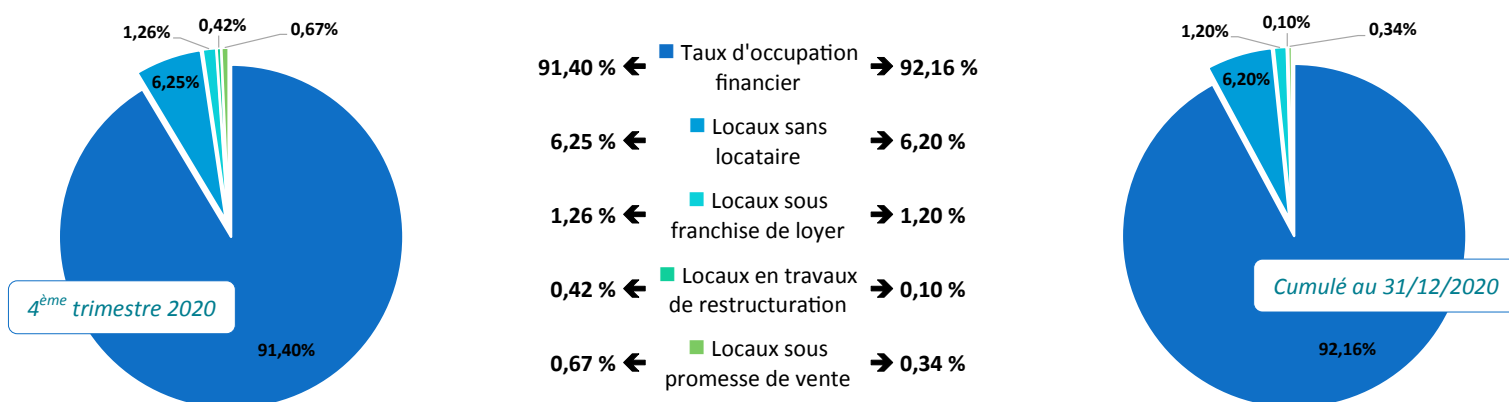 1,26%
0,42%
0,67%
6,25%
91,40%
4ème trimestre 2020
91,40 % 🡸 Taux d'occupation financier 🡺 92,16 %
6,25 % 🡸 Locaux sans locataire 🡺 6,20 %
1,26 % 🡸 Locaux sous franchise de loyer 🡺 1,20 %
0,42 % 🡸 Locaux en travaux de restructuration 🡺 0,10 %
0,67 % 🡸 Locaux sous promesse de vente 🡺 0,34 %
1,20%
0,10%
0,34%
6,20%
Cumulé au 31/12/2020
92,16%